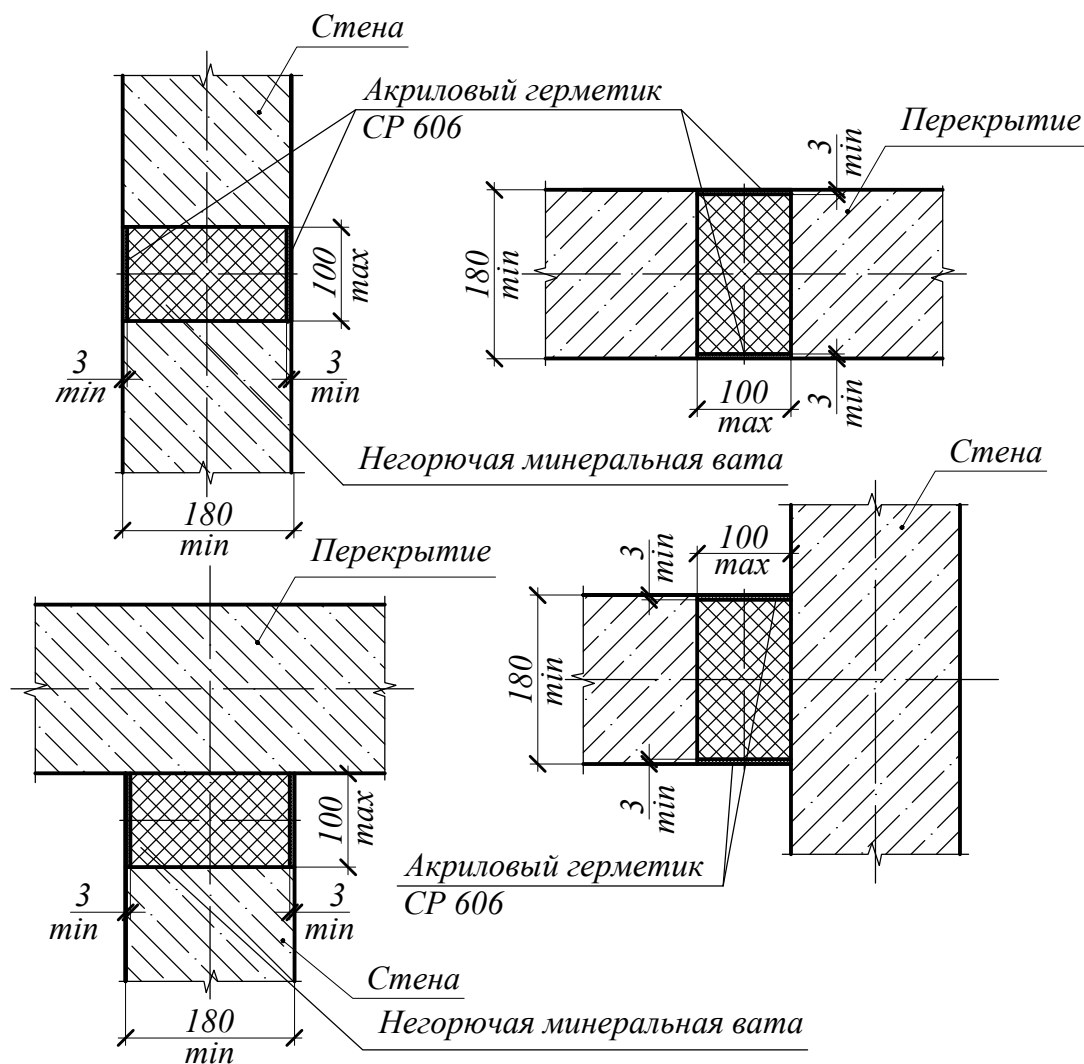 Стена
Акриловый герметик
CP 606
Перекрытие
3
min
180
min
100
max
3
min
3
min
100
max
3
min
Негорючая минеральная вата
180
min
Стена
Перекрытие
3
min
100
max
180
min
3
min
100
max
Акриловый герметик
CP 606
3
min
3
min
Стена
180
min
Негорючая минеральная вата